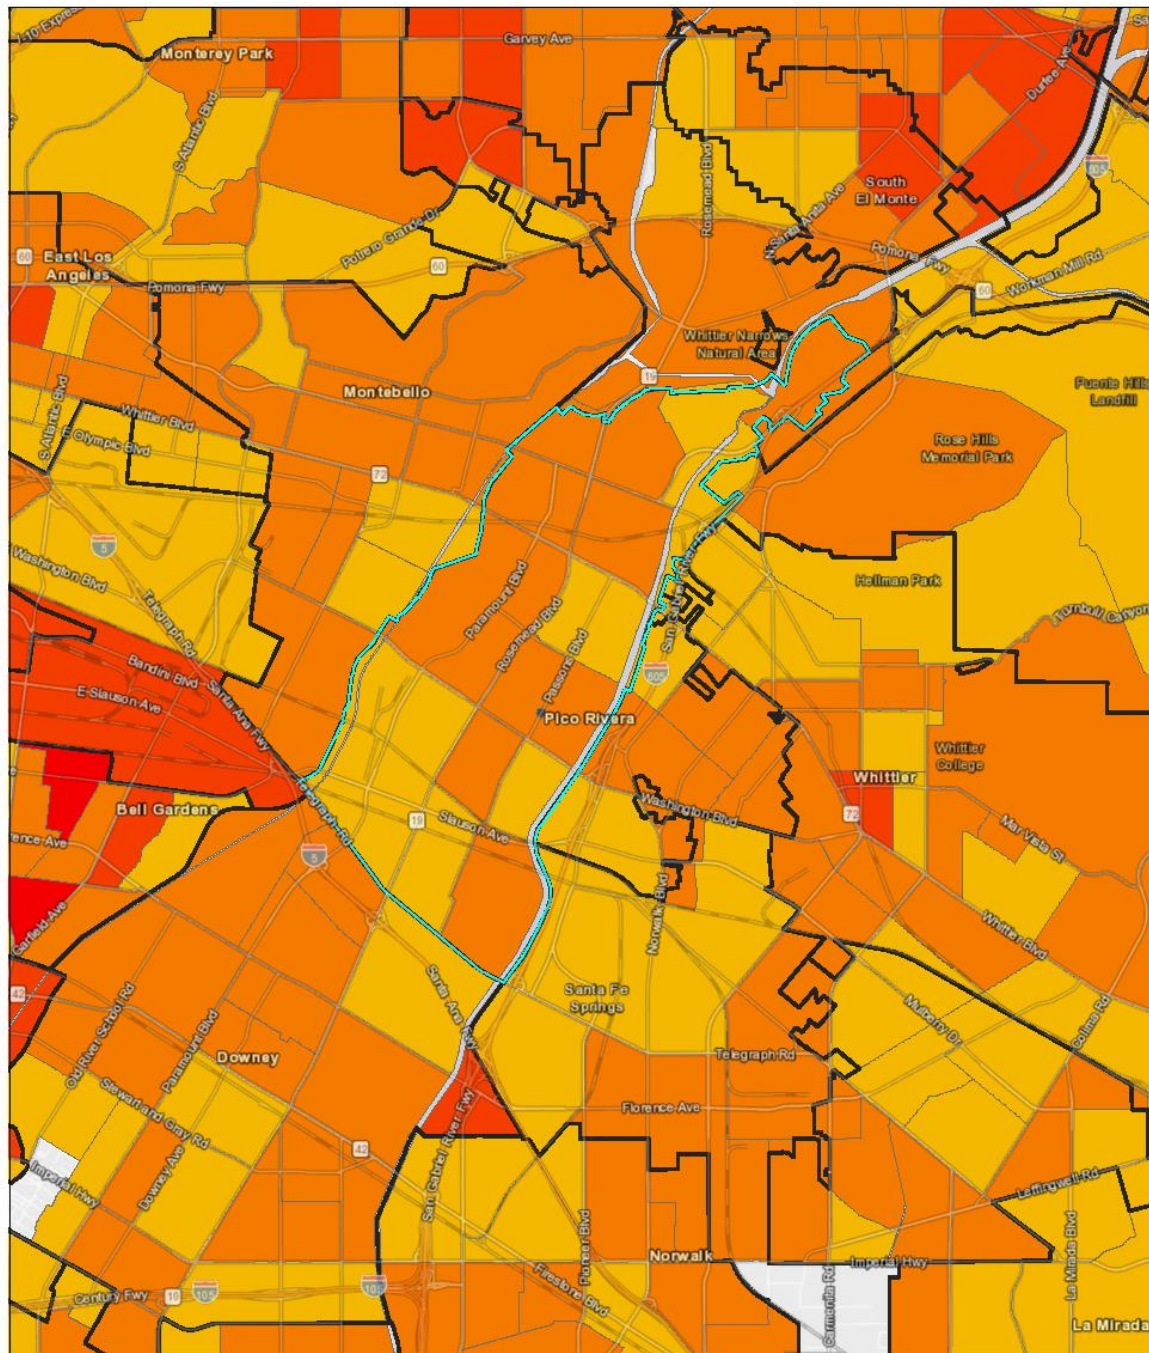 Garvey Ave
Monterey Park
Durfee Ave
S Atlantic Blvd
Rosemead Blvd
605
South
El Monte
N Santa Anita Ave
Potrero Grande Dr
60
East Los
Angeles
60
Pomona Fwy
Pomona Fwy
Workman Mill Rd
60
Whittier Narrows
Natural Area
19
Montebello
Puente Hills
Landfill
S Atlantic Blvd
Whittier Blvd
E Olympic Blvd
Rose Hills
Memorial Park
72
5
Washington Blvd
Telegraph Rd
San Gabriel River Fwy
Hellman Park
Turnbull Canyon
Paramount Blvd
Rosemead Blvd
Passons Blvd
Bandini Blvd
E Slauson Ave
Santa Ana Fwy
605
Pico Rivera
Whittier
College
Whittier
Bell Gardens
Telegraph Rd
Washington Blvd
72
19
Slauson Ave
Mar Vista St
5
Norwalk Blvd
Garfield Ave
Whittier Blvd
42
Santa Ana Fwy
Santa Fe
Springs
Mulberry Dr
Colima Rd
Old River School Rd
Paramount Blvd
Downey
Telegraph Rd
Stewart and Gray Rd
San Gabriel River Fwy
Florence Ave
42
Imperial Hwy
Downey Ave
Leffingwell Rd
Pioneer Blvd
Norwalk
Imperial Hwy
La Mirada Blvd
Carmenita Rd
Firestone Blvd
Century Fwy
19
105
105
La Mirada